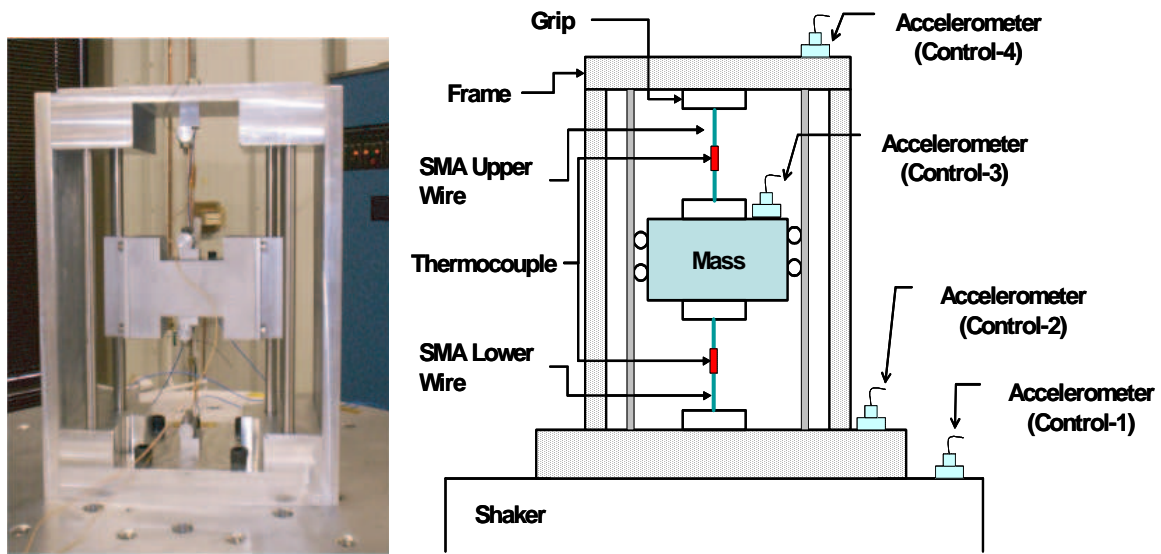 Grip
Accelerometer
(Control-4)
Frame
Accelerometer
(Control-3)
SMA Upper
Wire
Mass
Thermocouple
Accelerometer
(Control-2)
SMA Lower
Wire
Accelerometer
(Control-1)
Shaker